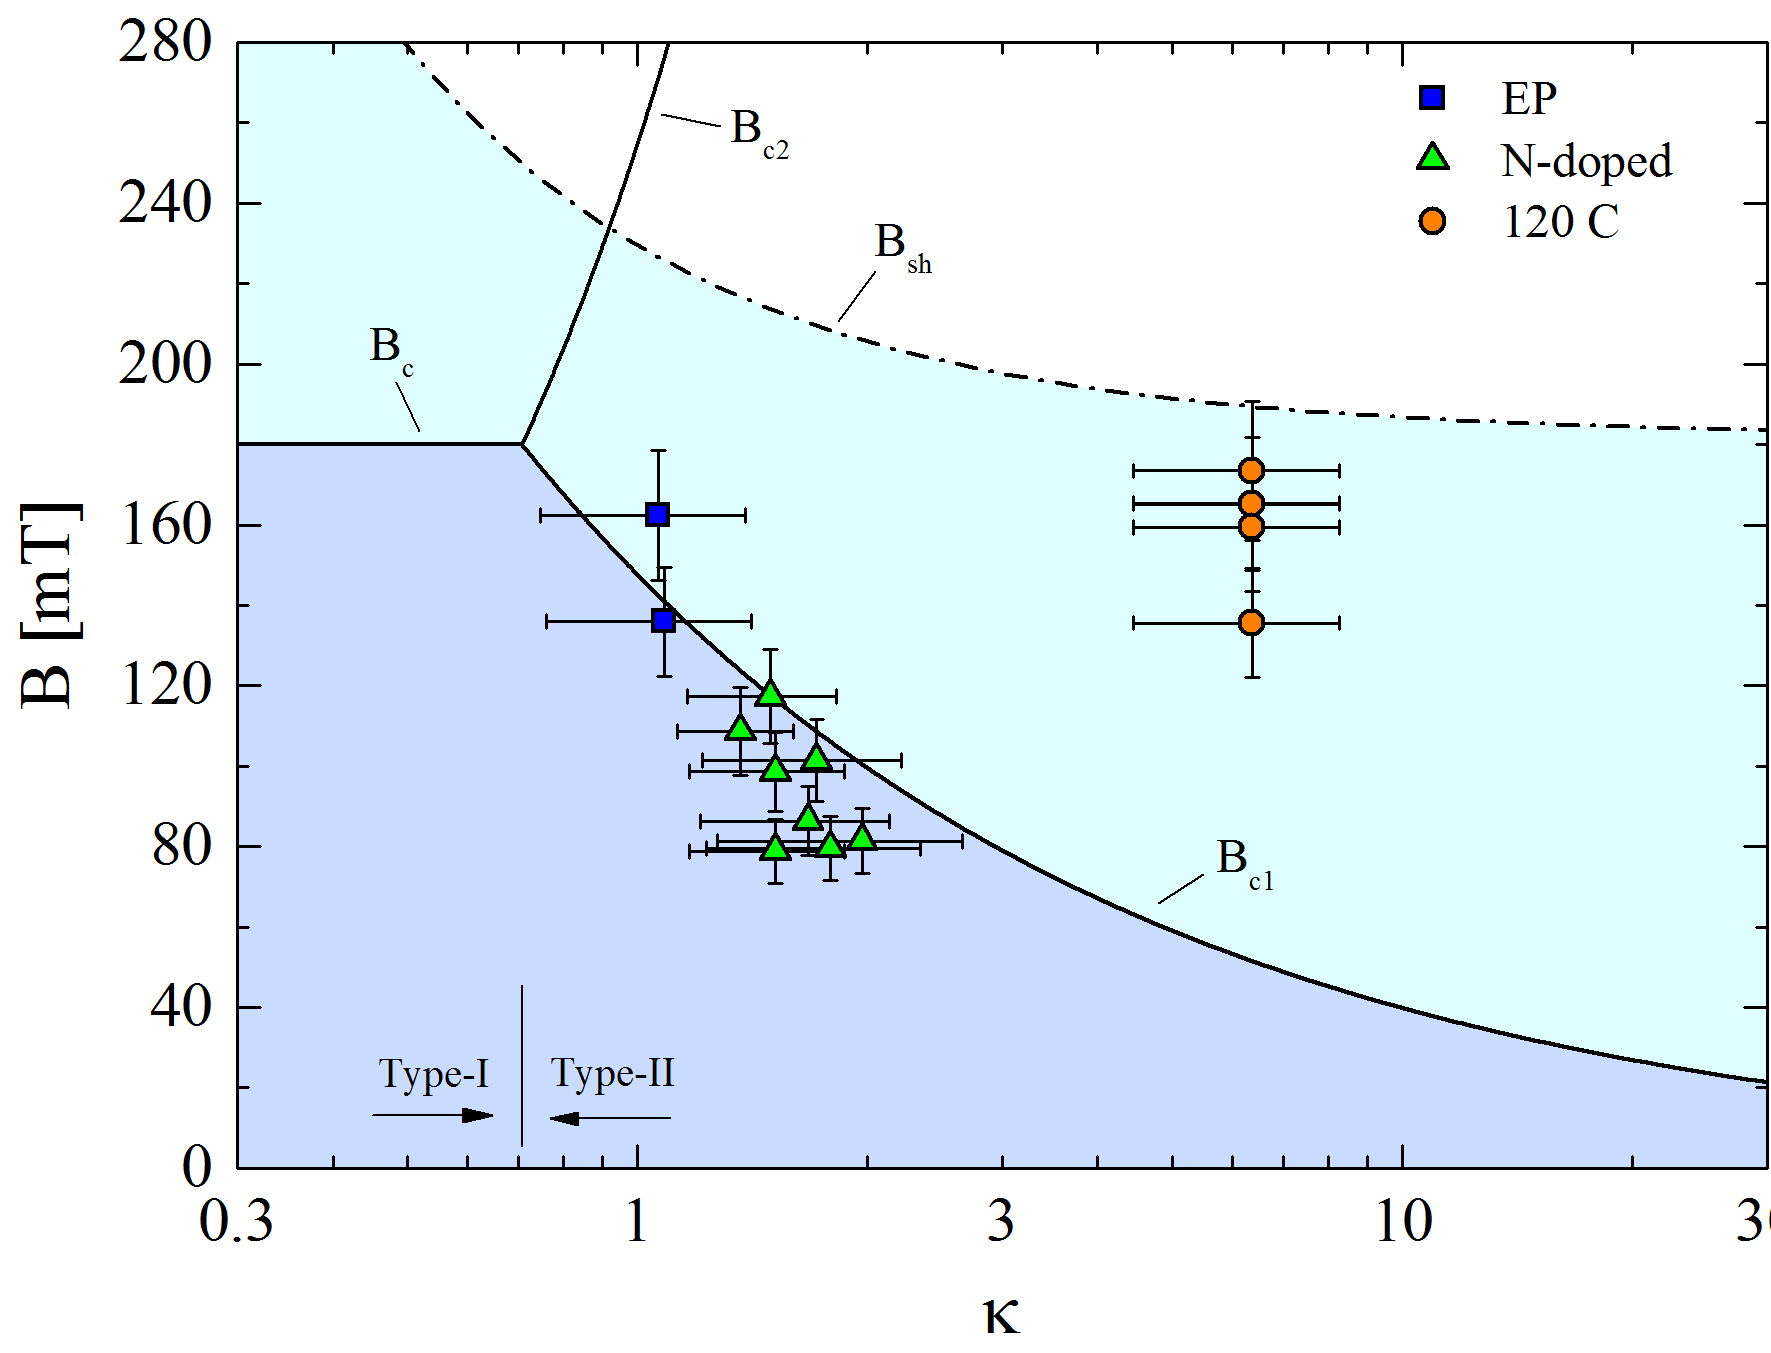 280
240
200
160
120
80
40
0
B [mT]
0.3
1
3
10
κ
EP
N-doped
120 C
Bc2
Bsh
Bc
Bc1
Type-I
Type-II